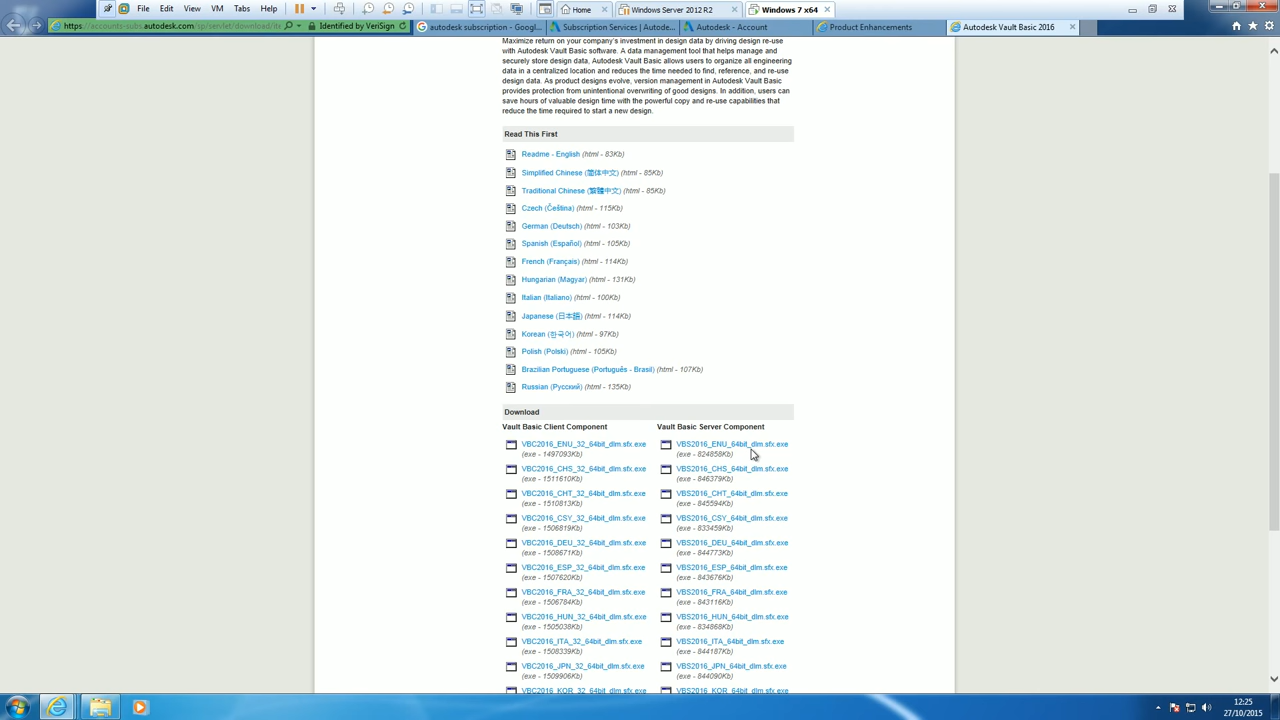 File Edit View VM Tabs Help
Home
Windows Server 2012 R2
Windows 7 x64
https://accounts-subs.autodesk.com/sp/servlet/download/ite
Identified by VeriSign
autodesk subscription - Googl...
Subscription Services | Autode...
Autodesk - Account
Product Enhancements
Autodesk Vault Basic 2016
Maximize return on your company's investment in design data by driving design re-use
with Autodesk Vault Basic software. A data management tool that helps manage and
securely store design data, Autodesk Vault Basic allows users to organize all engineering
data in a centralized location and reduces the time needed to find, reference, and re-use
design data. As product designs evolve, version management in Autodesk Vault Basic
provides protection from unintentional overwriting of good designs. In addition, users can
save hours of valuable design time with the powerful copy and re-use capabilities that
reduce the time required to start a new design.
Read This First
Readme - English (html - 83Kb)
Simplified Chinese (简体中文) (html - 85Kb)
Traditional Chinese (繁體中文) (html - 85Kb)
Czech (Čeština) (html - 115Kb)
German (Deutsch) (html - 103Kb)
Spanish (Español) (html - 105Kb)
French (Français) (html - 114Kb)
Hungarian (Magyar) (html - 131Kb)
Italian (Italiano) (html - 100Kb)
Japanese (日本語) (html - 114Kb)
Korean (한국어) (html - 97Kb)
Polish (Polski) (html - 105Kb)
Brazilian Portuguese (Português - Brasil) (html - 107Kb)
Russian (Русский) (html - 135Kb)
Download
Vault Basic Client Component
Vault Basic Server Component
VBC2016_ENU_32_64bit_dlm.sfx.exe
(exe - 1497093Kb)
VBS2016_ENU_64bit_dlm.sfx.exe
(exe - 824858Kb)
VBC2016_CHS_32_64bit_dlm.sfx.exe
(exe - 1511610Kb)
VBS2016_CHS_64bit_dlm.sfx.exe
(exe - 846379Kb)
VBC2016_CHT_32_64bit_dlm.sfx.exe
(exe - 1510813Kb)
VBS2016_CHT_64bit_dlm.sfx.exe
(exe - 845594Kb)
VBC2016_CSY_32_64bit_dlm.sfx.exe
(exe - 1506819Kb)
VBS2016_CSY_64bit_dlm.sfx.exe
(exe - 833459Kb)
VBC2016_DEU_32_64bit_dlm.sfx.exe
(exe - 1508671Kb)
VBS2016_DEU_64bit_dlm.sfx.exe
(exe - 844773Kb)
VBC2016_ESP_32_64bit_dlm.sfx.exe
(exe - 1507620Kb)
VBS2016_ESP_64bit_dlm.sfx.exe
(exe - 843676Kb)
VBC2016_FRA_32_64bit_dlm.sfx.exe
(exe - 1506784Kb)
VBS2016_FRA_64bit_dlm.sfx.exe
(exe - 843116Kb)
VBC2016_HUN_32_64bit_dlm.sfx.exe
(exe - 1505038Kb)
VBS2016_HUN_64bit_dlm.sfx.exe
(exe - 834868Kb)
VBC2016_ITA_32_64bit_dlm.sfx.exe
(exe - 1508339Kb)
VBS2016_ITA_64bit_dlm.sfx.exe
(exe - 844187Kb)
VBC2016_JPN_32_64bit_dlm.sfx.exe
(exe - 1509906Kb)
VBS2016_JPN_64bit_dlm.sfx.exe
(exe - 844090Kb)
VBC2016_KOR_32_64bit_dlm.sfx.exe
VBS2016_KOR_64bit_dlm.sfx.exe
12:25
27/10/2015